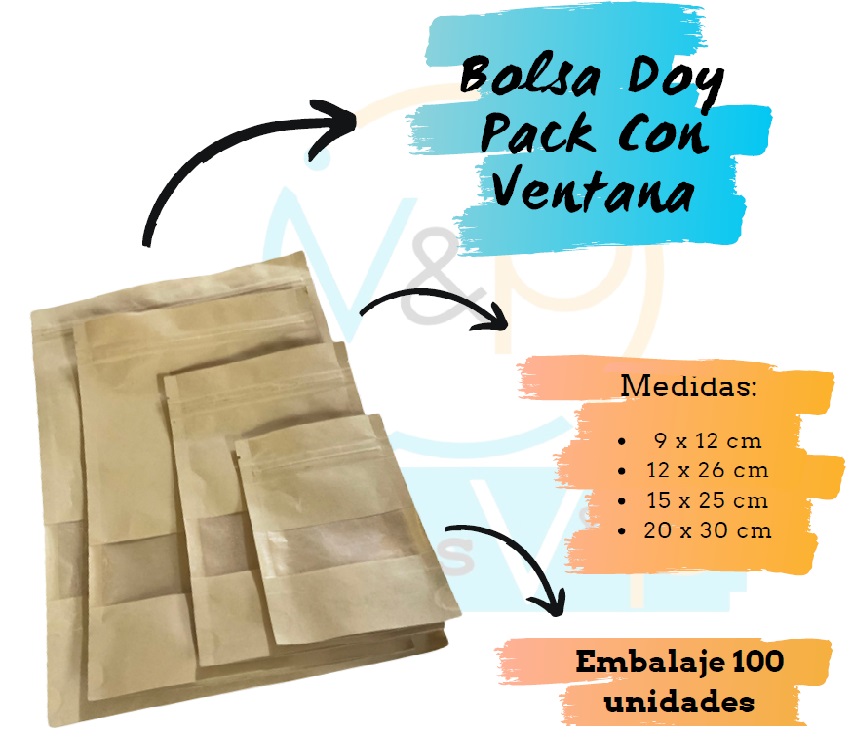 Bolsa Doy
Pack Con
Ventana
V&P
Medidas:
• 9 x 12 cm
• 12 x 26 cm
• 15 x 25 cm
• 20 x 30 cm
Embalaje 100
unidades